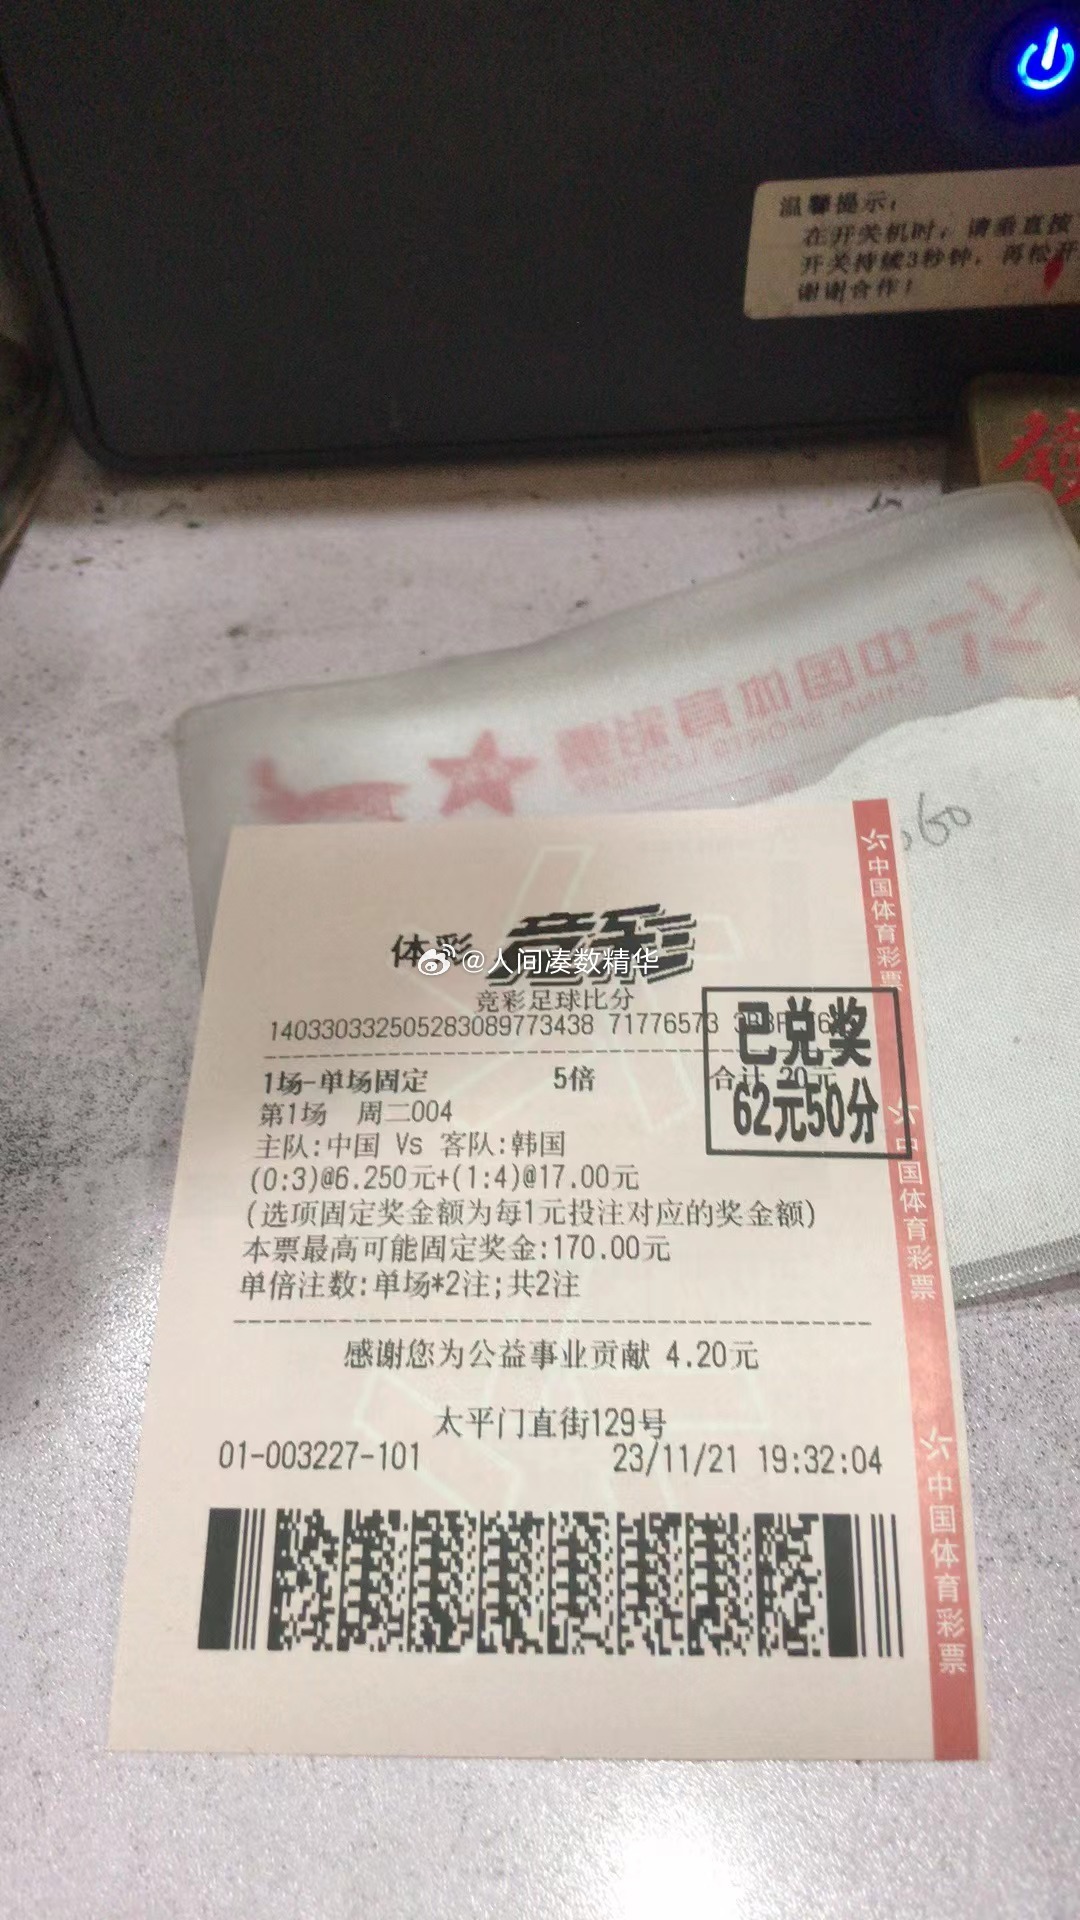 温馨提示：
在开关机时，请垂直按
开关持续3秒钟，再松开
谢谢合作！
中国体育彩票
060
中国体育彩票
体彩 竞彩
@人间凑数精华
竞彩足球比分
140330332505283089773438 71776573
已兑奖
62元50分
1场-单场固定 5倍 合计 20元
第1场 周二004
主队:中国 Vs 客队:韩国
(0:3)@6.250元+(1:4)@17.00元
(选项固定奖金额为每1元投注对应的奖金额)
本票最高可能固定奖金:170.00元
单倍注数:单场*2注;共2注
感谢您为公益事业贡献 4.20元
太平门直街129号
01-003227-101 23/11/21 19:32:04
中国体育彩票
中国体育彩票